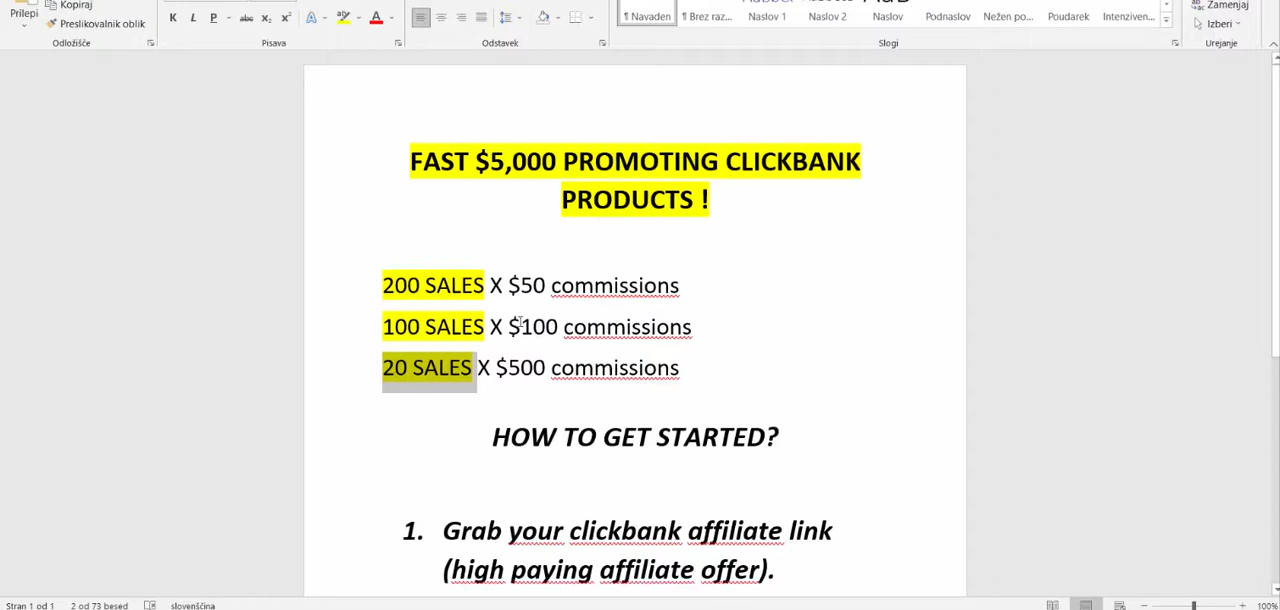 Prilepi
Kopiraj
Preslikovalnik oblik
Odložišče
K L P abc x₂ x² A A
Pisava
Odstavek
¶ Navaden
¶ Brez raz...
Naslov 1
Naslov 2
Naslov
Podnaslov
Nežen po...
Poudarek
Intenziven...
Slogi
Zamenjaj
Izberi
Urejanje
FAST $5,000 PROMOTING CLICKBANK
PRODUCTS !
200 SALES X $50 commissions
100 SALES X $100 commissions
20 SALES X $500 commissions
HOW TO GET STARTED?
1. Grab your clickbank affiliate link
(high paying affiliate offer).
Stran 1 od 1
2 od 73 besed
slovenščina
100%